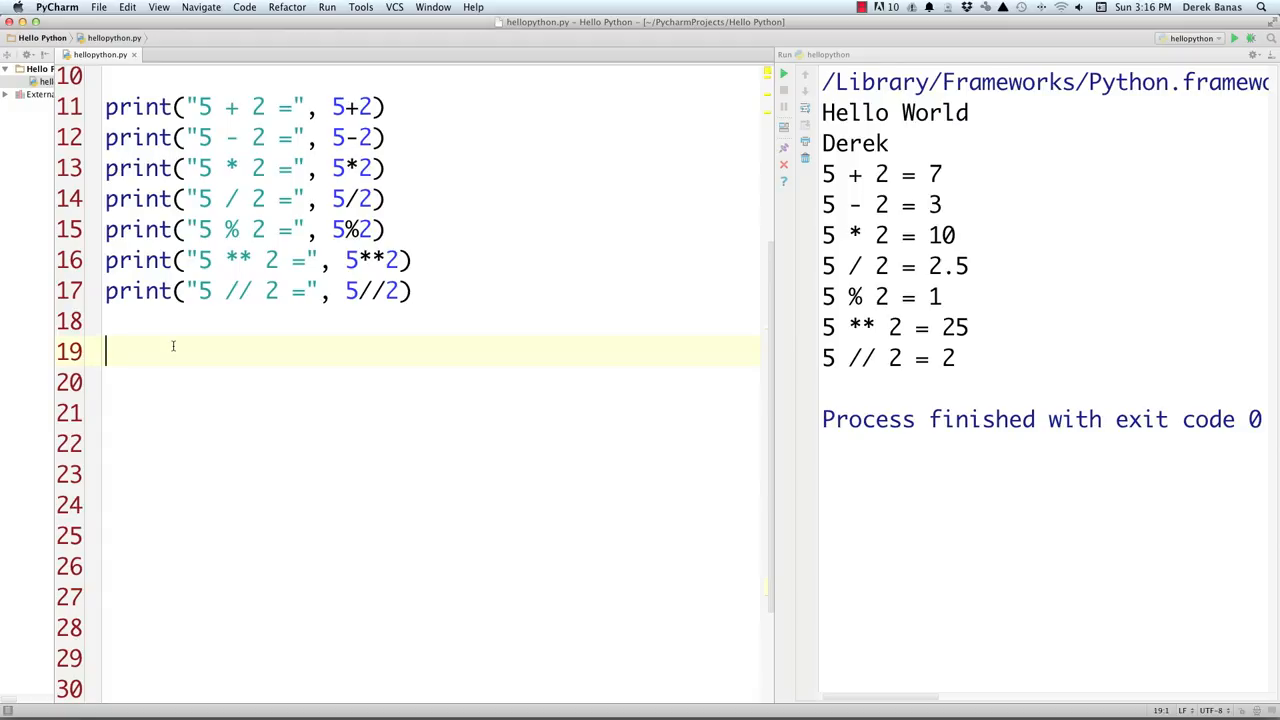 PyCharm File Edit View Navigate Code Refactor Run Tools VCS Window Help 10 Sun 3:16 PM Derek Banas
hellopython.py - Hello Python - [~/PycharmProjects/Hello Python]
Hello Python hellopython.py hellopython
hellopython.py Run hellopython
Hello P
hell
Externa
10
11 print("5 + 2 =", 5+2)
12 print("5 - 2 =", 5-2)
13 print("5 * 2 =", 5*2)
14 print("5 / 2 =", 5/2)
15 print("5 % 2 =", 5%2)
16 print("5 ** 2 =", 5**2)
17 print("5 // 2 =", 5//2)
18
19
20
21
22
23
24
25
26
27
28
29
30
/Library/Frameworks/Python.framewo
Hello World
Derek
5 + 2 = 7
5 - 2 = 3
5 * 2 = 10
5 / 2 = 2.5
5 % 2 = 1
5 ** 2 = 25
5 // 2 = 2
Process finished with exit code 0
19:1 LF UTF-8